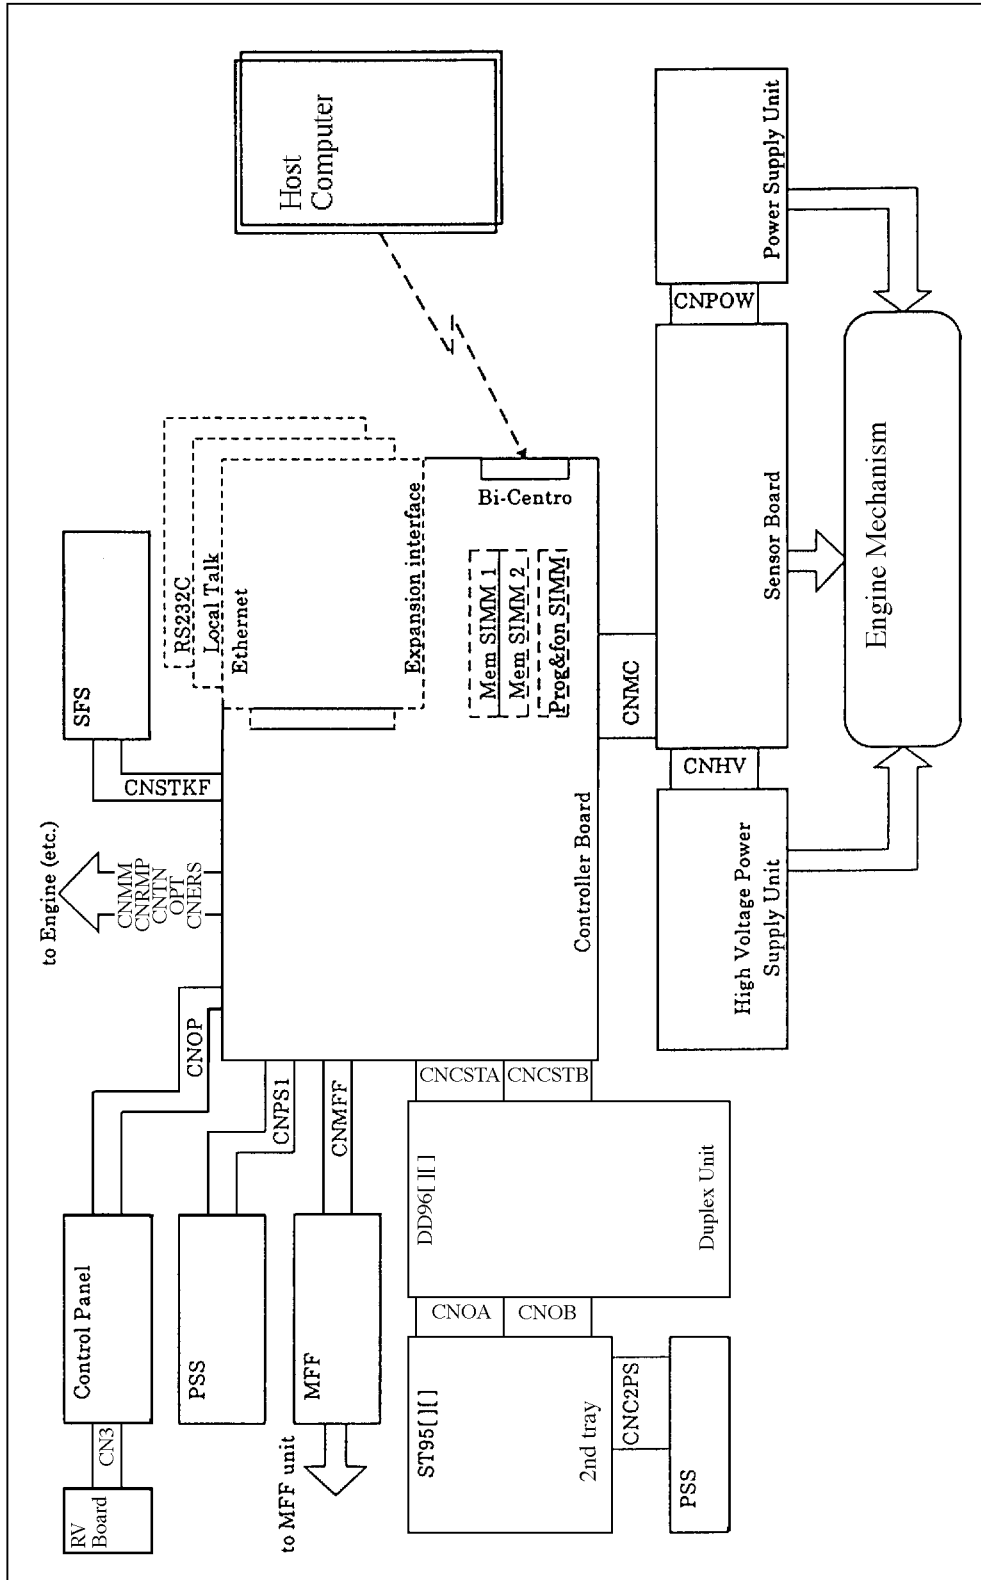 RV
Board
CN3
Control Panel
CNOP
to Engine (etc.)
CNMM
CNRMP
CNTN
OPT
CNERS
CNSTKF
SFS
PSS
CNPS1
RS232C
Local Talk
Ethernet
Expansion interface
Host
Computer
to MFF unit
MFF
CNMFF
Mem SIMM 1
Mem SIMM 2
Prog&fon SIMM
Bi-Centro
Controller Board
ST95[ ][ ]
2nd tray
CNOA
CNOB
DD96[ ][ ]
Duplex Unit
CNCSTA
CNCSTB
CNC2PS
PSS
CNMC
High Voltage Power
Supply Unit
CNHV
Sensor Board
CNPOW
Power Supply Unit
Engine Mechanism